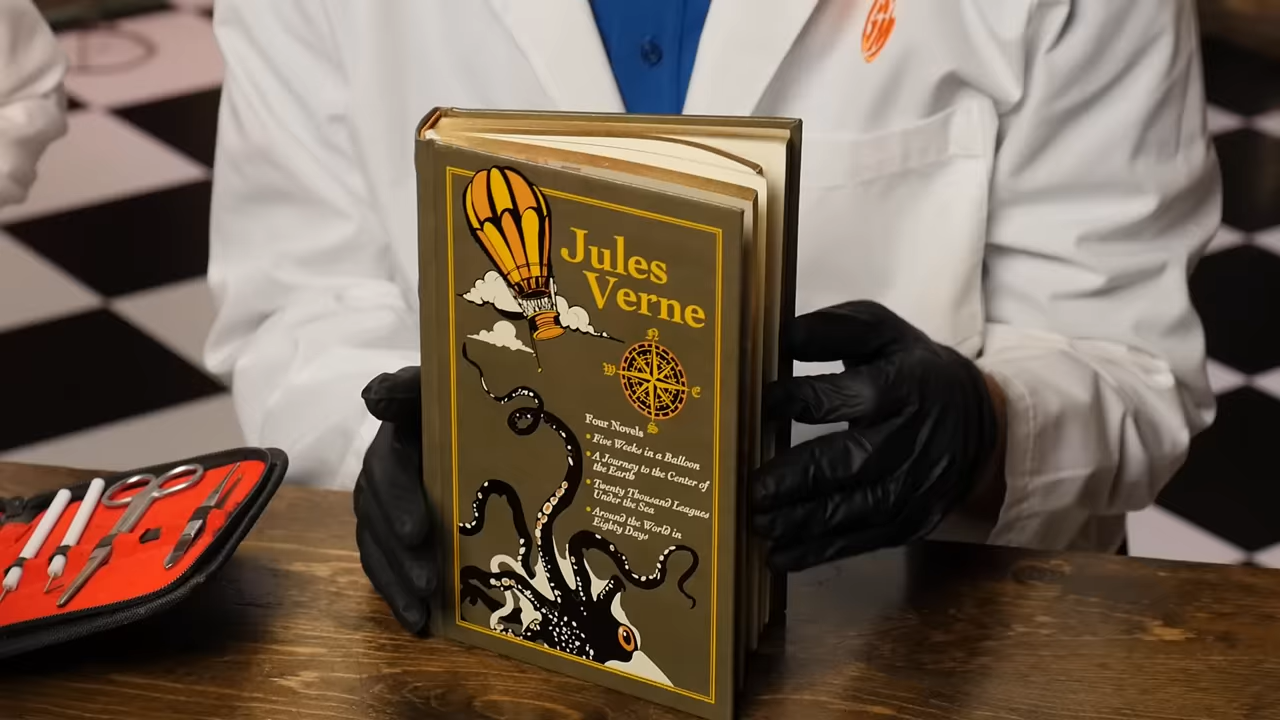 Jules
Verne
N
W
E
S
Four Novels
• Five Weeks in a Balloon
• A Journey to the Center of
the Earth
• Twenty Thousand Leagues
Under the Sea
• Around the World in
Eighty Days